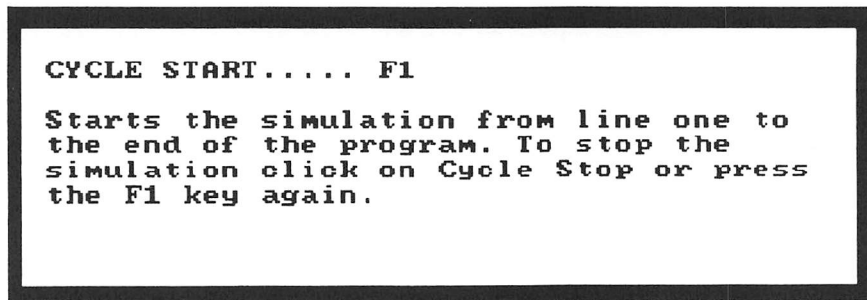 CYCLE START..... F1
Starts the simulation from line one to
the end of the program. To stop the
simulation click on Cycle Stop or press
the F1 key again.